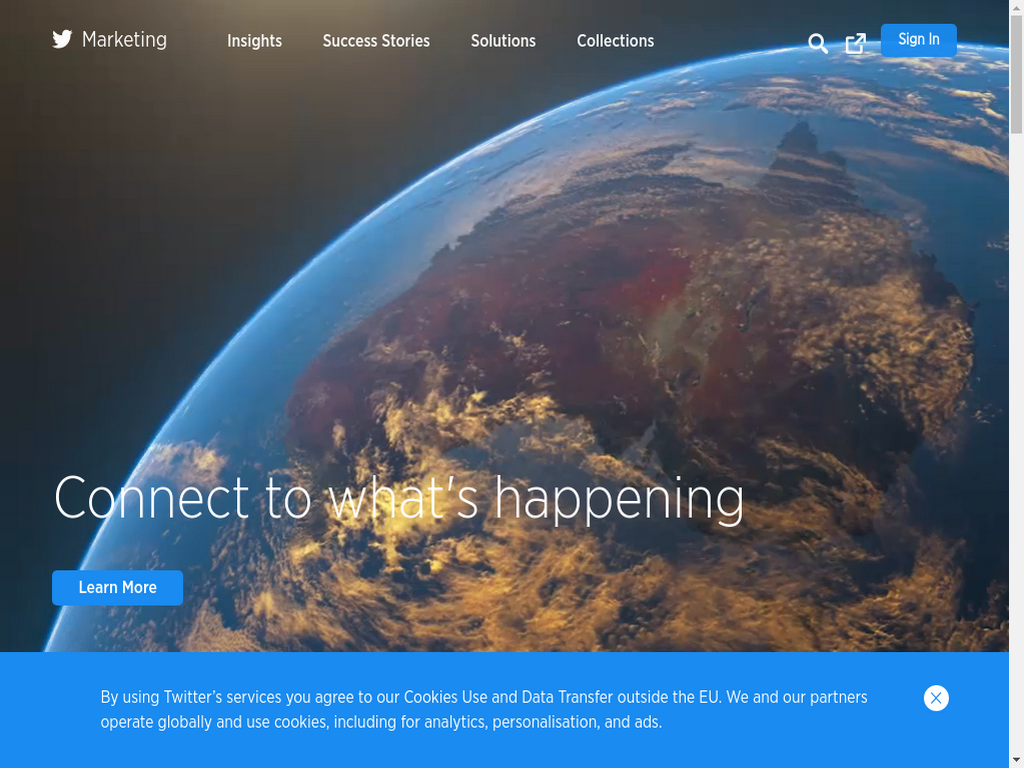 Marketing
Insights
Success Stories
Solutions
Collections
Sign In
Connect to what's happening
Learn More
By using Twitter’s services you agree to our Cookies Use and Data Transfer outside the EU. We and our partners
operate globally and use cookies, including for analytics, personalisation, and ads.